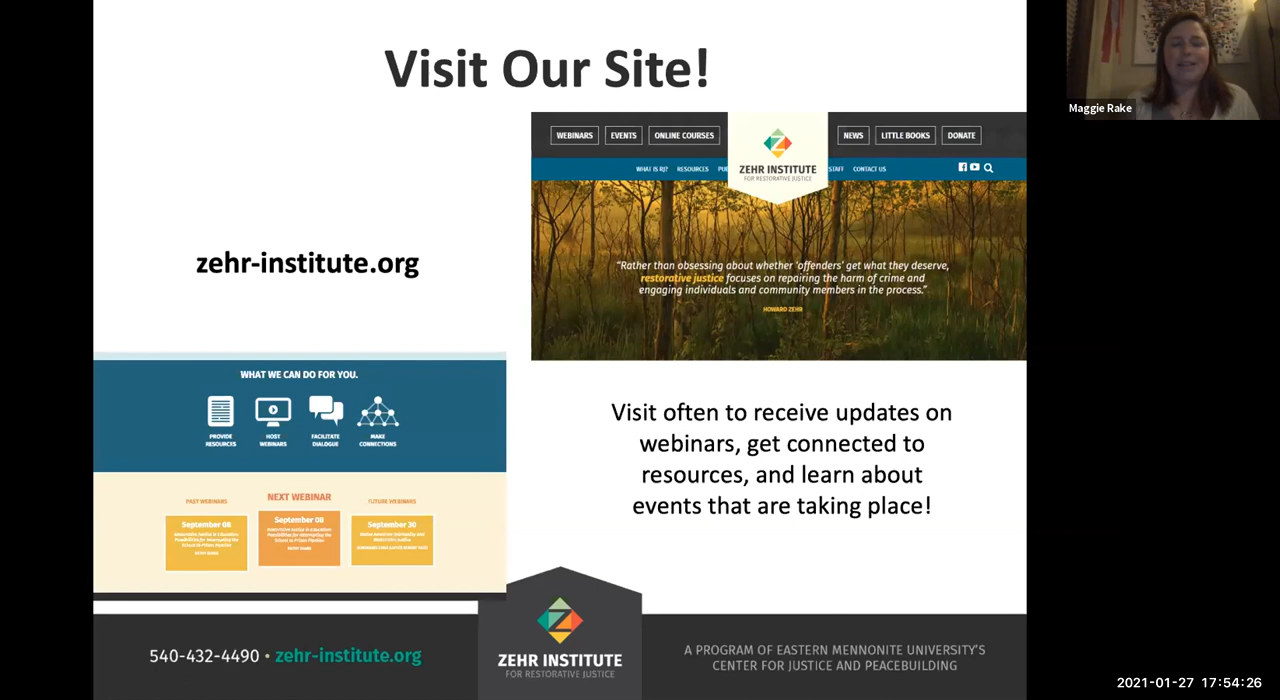 Visit Our Site!
Maggie Rake
WEBINARS EVENTS ONLINE COURSES NEWS LITTLE BOOKS DONATE
WHAT IS RJ? RESOURCES STAFF CONTACT US
ZEHR INSTITUTE
FOR RESTORATIVE JUSTICE
zehr-institute.org
“Rather than obsessing about whether ‘offenders’ get what they deserve,
restorative justice focuses on repairing the harm of crime and
engaging individuals and community members in the process.”
HOWARD ZEHR
WHAT WE CAN DO FOR YOU.
PROVIDE RESOURCES
HOST WEBINARS
FACILITATE DIALOGUE
MAKE CONNECTIONS
Visit often to receive updates on
webinars, get connected to
resources, and learn about
events that are taking place!
PAST WEBINARS NEXT WEBINAR FUTURE WEBINARS
September 08 September 08 September 30
540-432-4490 • zehr-institute.org
ZEHR INSTITUTE
FOR RESTORATIVE JUSTICE
A PROGRAM OF EASTERN MENNONITE UNIVERSITY’S
CENTER FOR JUSTICE AND PEACEBUILDING
2021-01-27 17:54:26